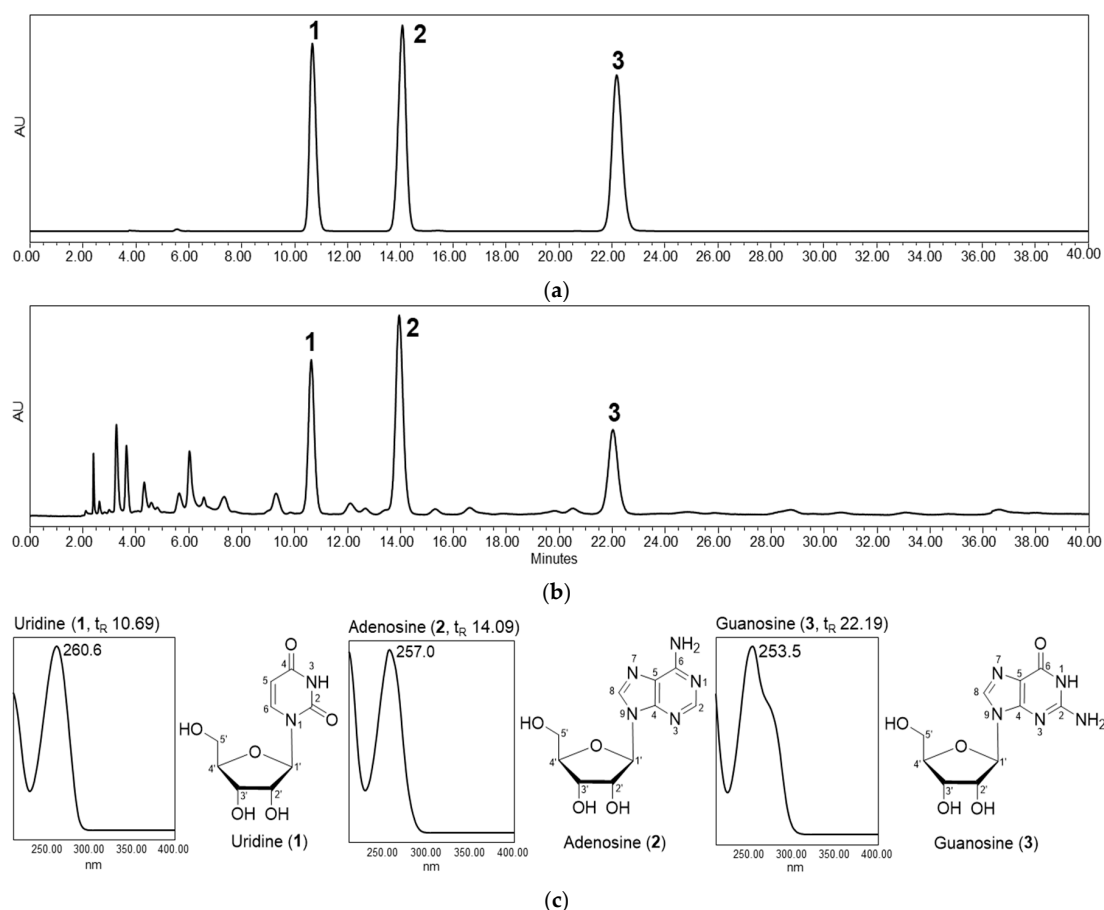 1 2 3
AU
0.00 2.00 4.00 6.00 8.00 10.00 12.00 14.00 16.00 18.00 20.00 22.00 24.00 26.00 28.00 30.00 32.00 34.00 36.00 38.00 40.00
(a)
1 2 3
AU
0.00 2.00 4.00 6.00 8.00 10.00 12.00 14.00 16.00 18.00 20.00 22.00 24.00 26.00 28.00 30.00 32.00 34.00 36.00 38.00 40.00
Minutes
(b)
Uridine (1, tR 10.69)
260.6
250.00 300.00 350.00 400.00
nm
O
4
3
NH
5
2
6
N
1
O
HO
5'
O
4'
1'
3'
2'
OH OH
Uridine (1)
Adenosine (2, tR 14.09)
257.0
250.00 300.00 350.00 400.00
nm
NH2
7
N
6
5
N
1
8
9
N
4
2
N
3
HO
5'
O
4'
1'
3'
2'
OH OH
Adenosine (2)
Guanosine (3, tR 22.19)
253.5
250.00 300.00 350.00 400.00
nm
O
7
N
6
1
5
NH
8
9
N
4
2
N
3
NH2
HO
5'
O
4'
1'
3'
2'
OH OH
Guanosine (3)
(c)